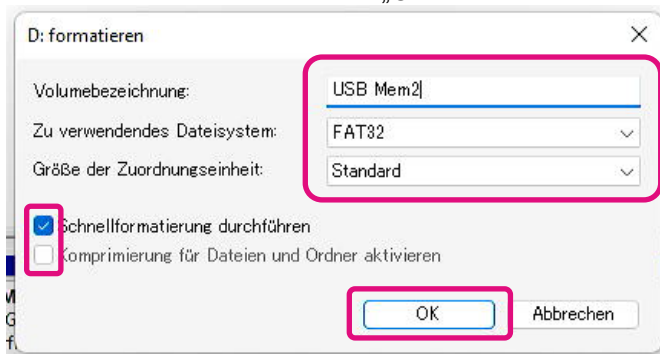 D: formatieren
Volumebezeichnung: USB Mem2
Zu verwendendes Dateisystem: FAT32
Größe der Zuordnungseinheit: Standard
Schnellformatierung durchführen
Komprimierung für Dateien und Ordner aktivieren
OK Abbrechen